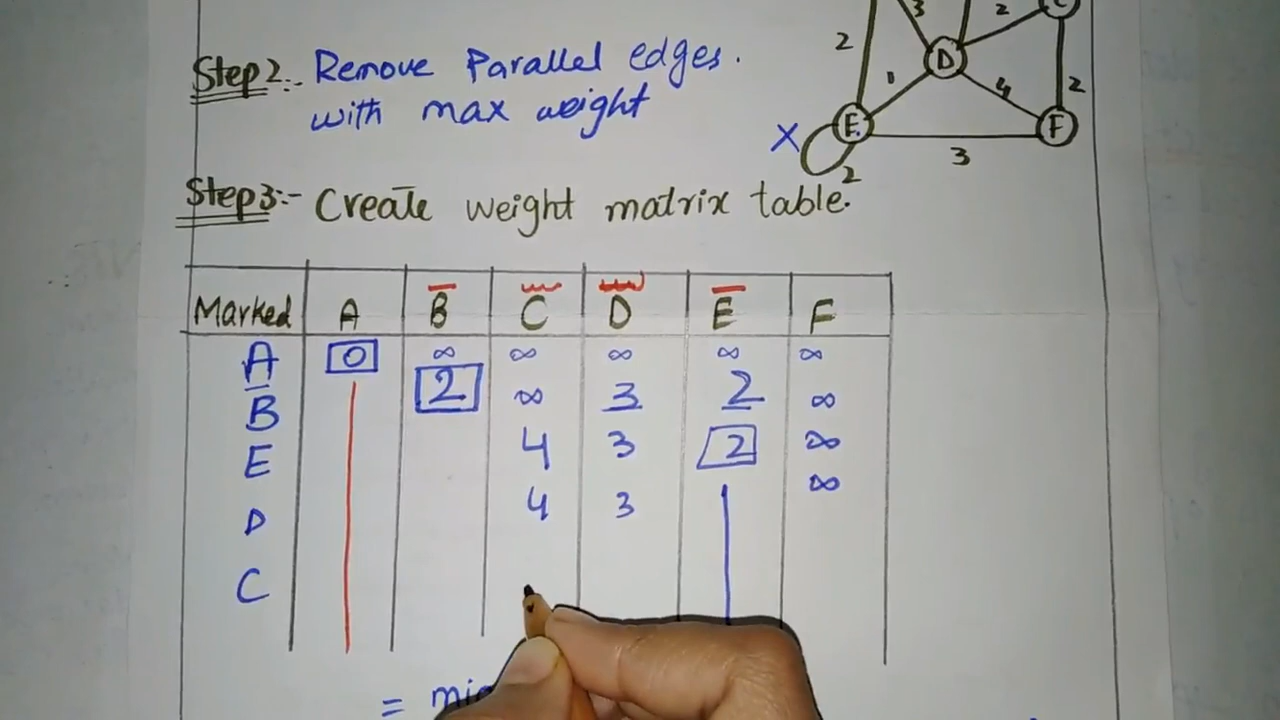 Step2:- Remove Parallel edges.
with max weight
Step3:- Create weight matrix table.
3 2
2 D
1 4 2
X E F
2 3
Marked A B C D E F
A 0 ∞ ∞ ∞ ∞ ∞
B 2 ∞ 3 2 ∞
E 4 3 2 ∞
D 4 3 ∞
C
=